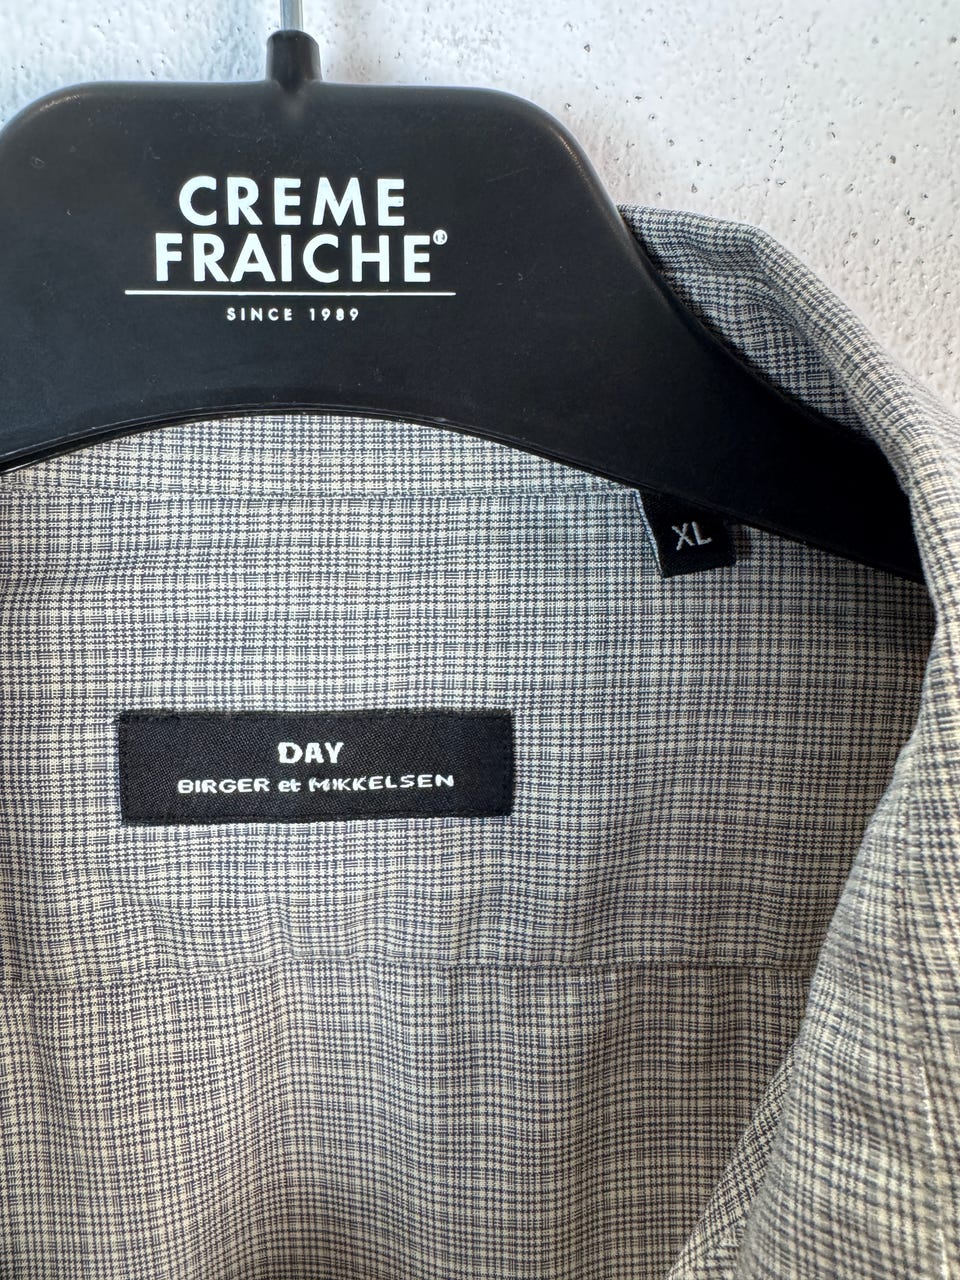 CREME
FRAICHE®
SINCE 1989
XL
DAY
BIRGER et MIKKELSEN